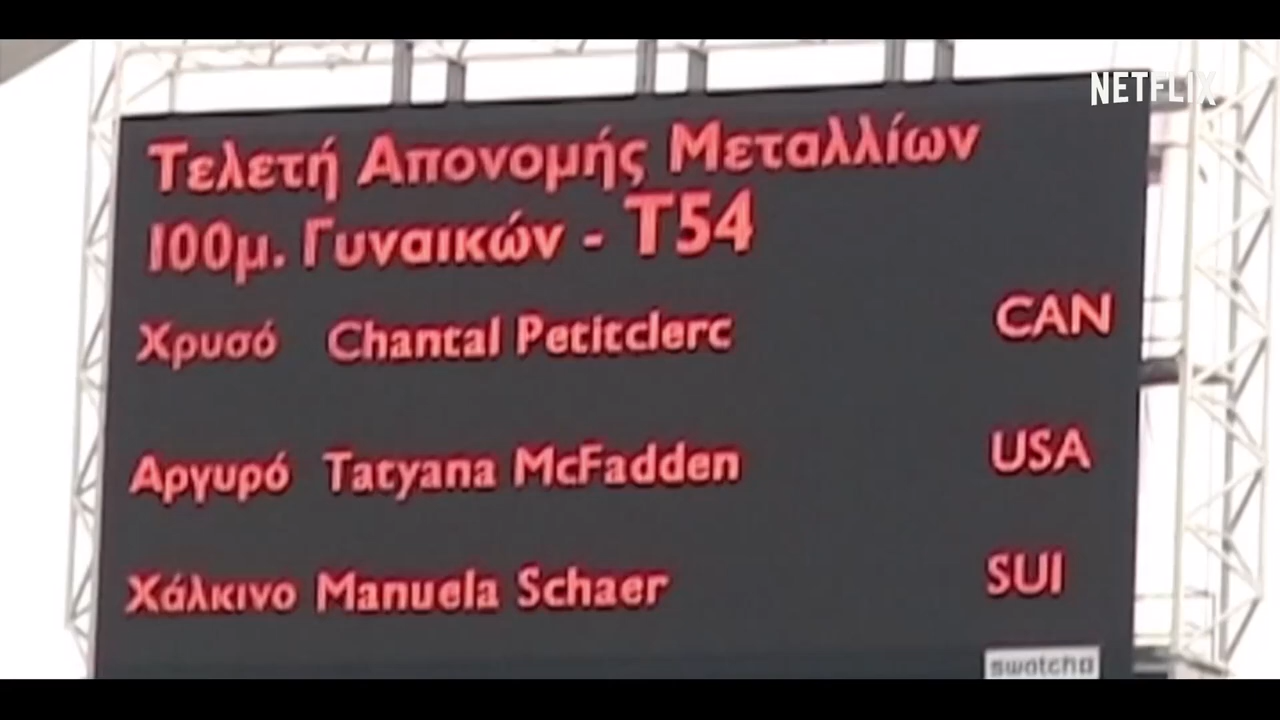 NETFLIX
Τελετή Απονομής Μεταλλίων
100μ. Γυναικών - T54
Χρυσό Chantal Petitclerc CAN
Αργυρό Tatyana McFadden USA
Χάλκινο Manuela Schaer SUI
swatch